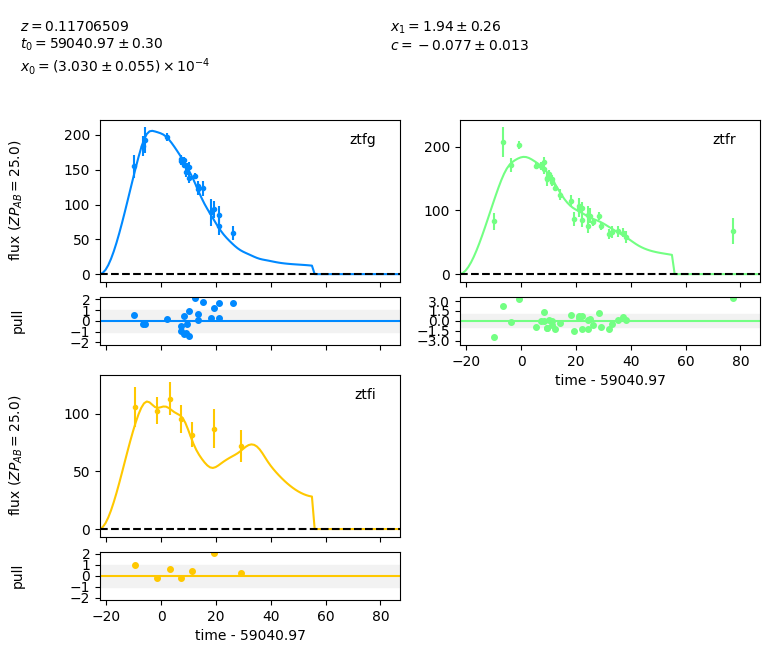 z = 0.11706509
t₀ = 59040.97 ± 0.30
x₀ = (3.030 ± 0.055) × 10⁻⁴
x₁ = 1.94 ± 0.26
c = −0.077 ± 0.013
flux (ZP_AB = 25.0)
200
150
100
50
0
ztfg
200
100
0
ztfr
pull
2
1
0
−1
−2
3.0
1.5
0.0
−1.5
−3.0
−20
0
20
40
60
80
time - 59040.97
flux (ZP_AB = 25.0)
100
50
0
ztfi
pull
2
1
0
−1
−2
−20
0
20
40
60
80
time - 59040.97